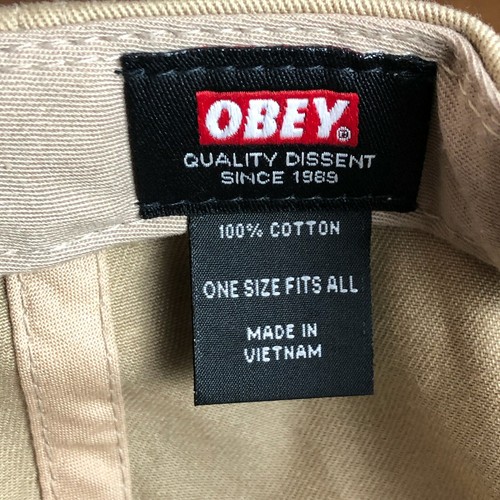 OBEY®
QUALITY DISSENT
SINCE 1989
100% COTTON
ONE SIZE FITS ALL
MADE IN
VIETNAM